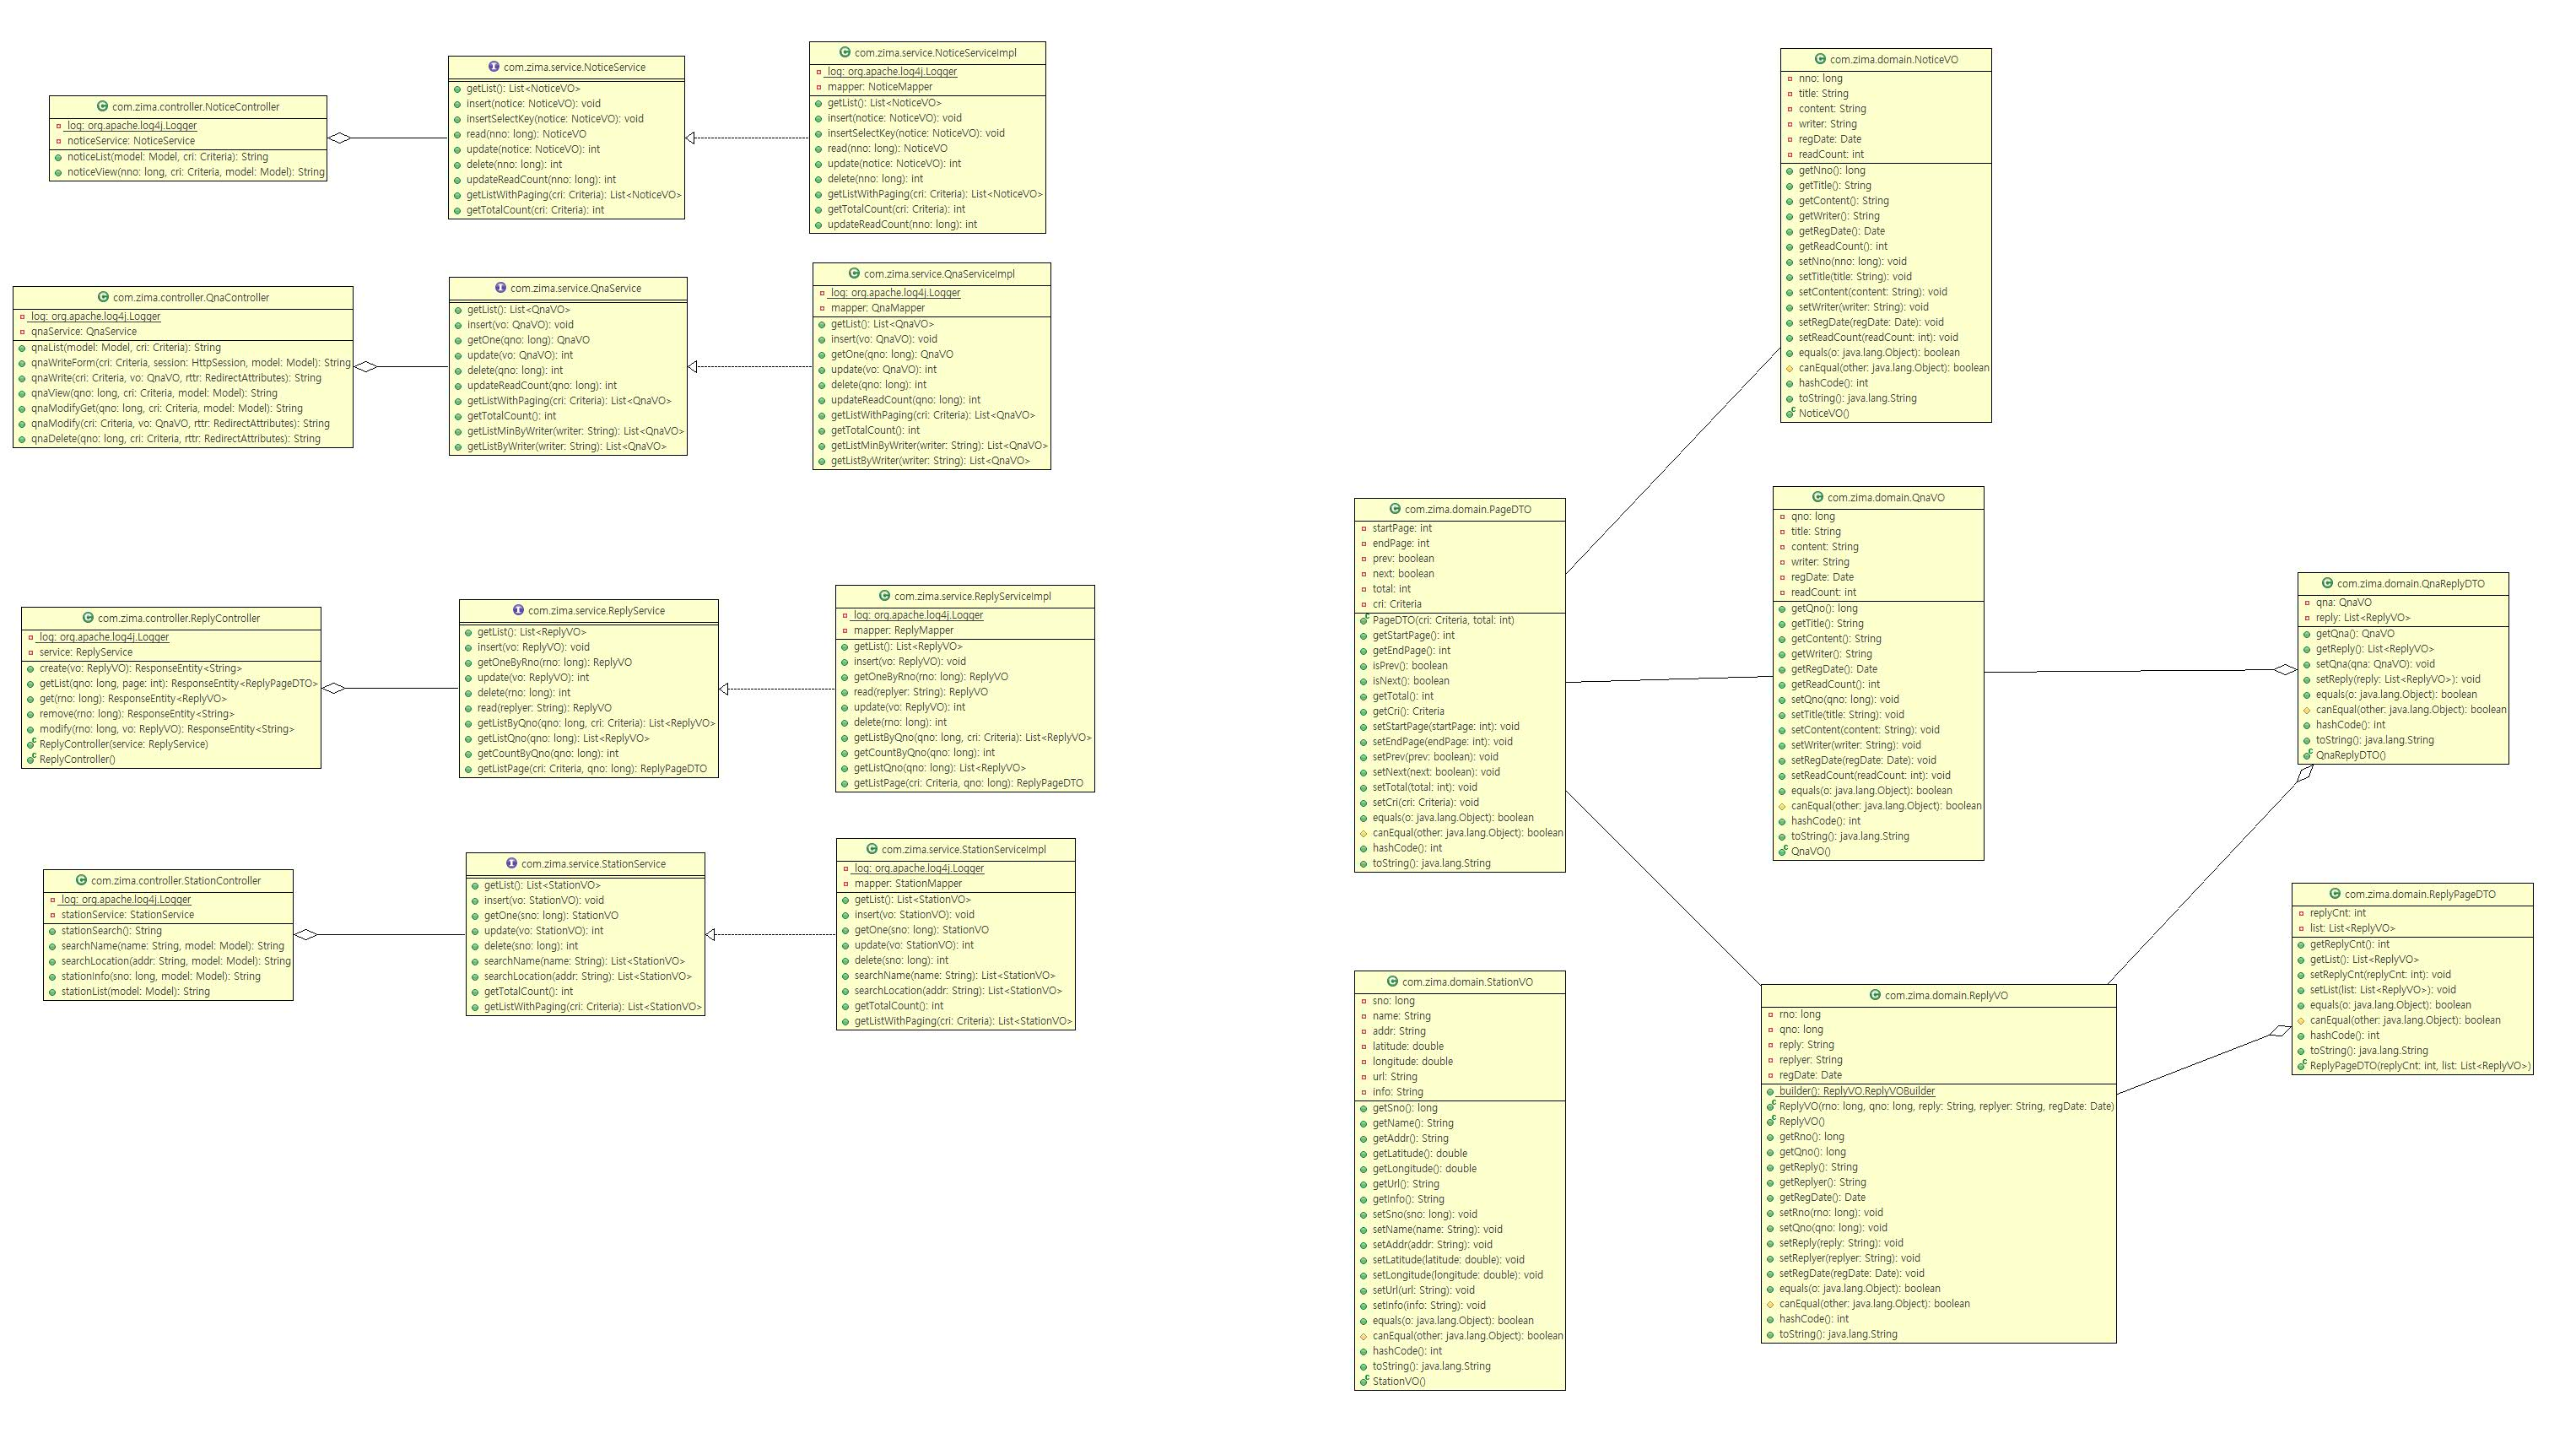 com.zima.controller.NoticeController
log: org.apache.log4j.Logger
noticeService: NoticeService
noticeList(model: Model, cri: Criteria): String
noticeView(nno: long, cri: Criteria, model: Model): String
com.zima.service.NoticeService
getList(): List<NoticeVO>
insert(notice: NoticeVO): void
insertSelectKey(notice: NoticeVO): void
read(nno: long): NoticeVO
update(notice: NoticeVO): int
delete(nno: long): int
updateReadCount(nno: long): int
getListWithPaging(cri: Criteria): List<NoticeVO>
getTotalCount(cri: Criteria): int
com.zima.service.NoticeServiceImpl
log: org.apache.log4j.Logger
mapper: NoticeMapper
getList(): List<NoticeVO>
insert(notice: NoticeVO): void
insertSelectKey(notice: NoticeVO): void
read(nno: long): NoticeVO
update(notice: NoticeVO): int
delete(nno: long): int
getListWithPaging(cri: Criteria): List<NoticeVO>
getTotalCount(cri: Criteria): int
updateReadCount(nno: long): int
com.zima.controller.QnaController
log: org.apache.log4j.Logger
qnaService: QnaService
qnaList(model: Model, cri: Criteria): String
qnaWriteForm(cri: Criteria, session: HttpSession, model: Model): String
qnaWrite(cri: Criteria, vo: QnaVO, rttr: RedirectAttributes): String
qnaView(qno: long, cri: Criteria, model: Model): String
qnaModifyGet(qno: long, cri: Criteria, model: Model): String
qnaModify(cri: Criteria, vo: QnaVO, rttr: RedirectAttributes): String
qnaDelete(qno: long, cri: Criteria, rttr: RedirectAttributes): String
com.zima.service.QnaService
getList(): List<QnaVO>
insert(vo: QnaVO): void
getOne(qno: long): QnaVO
update(vo: QnaVO): int
delete(qno: long): int
updateReadCount(qno: long): int
getListWithPaging(cri: Criteria): List<QnaVO>
getTotalCount(): int
getListMinByWriter(writer: String): List<QnaVO>
getListByWriter(writer: String): List<QnaVO>
com.zima.service.QnaServiceImpl
log: org.apache.log4j.Logger
mapper: QnaMapper
getList(): List<QnaVO>
insert(vo: QnaVO): void
getOne(qno: long): QnaVO
update(vo: QnaVO): int
delete(qno: long): int
updateReadCount(qno: long): int
getListWithPaging(cri: Criteria): List<QnaVO>
getTotalCount(): int
getListMinByWriter(writer: String): List<QnaVO>
getListByWriter(writer: String): List<QnaVO>
com.zima.controller.ReplyController
log: org.apache.log4j.Logger
service: ReplyService
create(vo: ReplyVO): ResponseEntity<String>
getList(qno: long, page: int): ResponseEntity<ReplyPageDTO>
get(rno: long): ResponseEntity<ReplyVO>
remove(rno: long): ResponseEntity<String>
modify(rno: long, vo: ReplyVO): ResponseEntity<String>
ReplyController(service: ReplyService)
ReplyController()
com.zima.service.ReplyService
getList(): List<ReplyVO>
insert(vo: ReplyVO): void
getOneByRno(rno: long): ReplyVO
update(vo: ReplyVO): int
delete(rno: long): int
read(replyer: String): ReplyVO
getListByQno(qno: long, cri: Criteria): List<ReplyVO>
getListQno(qno: long): List<ReplyVO>
getCountByQno(qno: long): int
getListPage(cri: Criteria, qno: long): ReplyPageDTO
com.zima.service.ReplyServiceImpl
log: org.apache.log4j.Logger
mapper: ReplyMapper
getList(): List<ReplyVO>
insert(vo: ReplyVO): void
getOneByRno(rno: long): ReplyVO
read(replyer: String): ReplyVO
update(vo: ReplyVO): int
delete(rno: long): int
getListByQno(qno: long, cri: Criteria): List<ReplyVO>
getCountByQno(qno: long): int
getListQno(qno: long): List<ReplyVO>
getListPage(cri: Criteria, qno: long): ReplyPageDTO
com.zima.controller.StationController
log: org.apache.log4j.Logger
stationService: StationService
stationSearch(): String
searchName(name: String, model: Model): String
searchLocation(addr: String, model: Model): String
stationInfo(sno: long, model: Model): String
stationList(model: Model): String
com.zima.service.StationService
getList(): List<StationVO>
insert(vo: StationVO): void
getOne(sno: long): StationVO
update(vo: StationVO): int
delete(sno: long): int
searchName(name: String): List<StationVO>
searchLocation(addr: String): List<StationVO>
getTotalCount(): int
getListWithPaging(cri: Criteria): List<StationVO>
com.zima.service.StationServiceImpl
log: org.apache.log4j.Logger
mapper: StationMapper
getList(): List<StationVO>
insert(vo: StationVO): void
getOne(sno: long): StationVO
update(vo: StationVO): int
delete(sno: long): int
searchName(name: String): List<StationVO>
searchLocation(addr: String): List<StationVO>
getTotalCount(): int
getListWithPaging(cri: Criteria): List<StationVO>
com.zima.domain.NoticeVO
nno: long
title: String
content: String
writer: String
regDate: Date
readCount: int
getNno(): long
getTitle(): String
getContent(): String
getWriter(): String
getRegDate(): Date
getReadCount(): int
setNno(nno: long): void
setTitle(title: String): void
setContent(content: String): void
setWriter(writer: String): void
setRegDate(regDate: Date): void
setReadCount(readCount: int): void
equals(o: java.lang.Object): boolean
canEqual(other: java.lang.Object): boolean
hashCode(): int
toString(): java.lang.String
NoticeVO()
com.zima.domain.PageDTO
startPage: int
endPage: int
prev: boolean
next: boolean
total: int
cri: Criteria
PageDTO(cri: Criteria, total: int)
getStartPage(): int
getEndPage(): int
isPrev(): boolean
isNext(): boolean
getTotal(): int
getCri(): Criteria
setStartPage(startPage: int): void
setEndPage(endPage: int): void
setPrev(prev: boolean): void
setNext(next: boolean): void
setTotal(total: int): void
setCri(cri: Criteria): void
equals(o: java.lang.Object): boolean
canEqual(other: java.lang.Object): boolean
hashCode(): int
toString(): java.lang.String
com.zima.domain.QnaVO
qno: long
title: String
content: String
writer: String
regDate: Date
readCount: int
getQno(): long
getTitle(): String
getContent(): String
getWriter(): String
getRegDate(): Date
getReadCount(): int
setQno(qno: long): void
setTitle(title: String): void
setContent(content: String): void
setWriter(writer: String): void
setRegDate(regDate: Date): void
setReadCount(readCount: int): void
equals(o: java.lang.Object): boolean
canEqual(other: java.lang.Object): boolean
hashCode(): int
toString(): java.lang.String
QnaVO()
com.zima.domain.QnaReplyDTO
qna: QnaVO
reply: List<ReplyVO>
getQna(): QnaVO
getReply(): List<ReplyVO>
setQna(qna: QnaVO): void
setReply(reply: List<ReplyVO>): void
equals(o: java.lang.Object): boolean
canEqual(other: java.lang.Object): boolean
hashCode(): int
toString(): java.lang.String
QnaReplyDTO()
com.zima.domain.ReplyPageDTO
replyCnt: int
list: List<ReplyVO>
getReplyCnt(): int
getList(): List<ReplyVO>
setReplyCnt(replyCnt: int): void
setList(list: List<ReplyVO>): void
equals(o: java.lang.Object): boolean
canEqual(other: java.lang.Object): boolean
hashCode(): int
toString(): java.lang.String
ReplyPageDTO(replyCnt: int, list: List<ReplyVO>)
com.zima.domain.StationVO
sno: long
name: String
addr: String
latitude: double
longitude: double
url: String
info: String
getSno(): long
getName(): String
getAddr(): String
getLatitude(): double
getLongitude(): double
getUrl(): String
getInfo(): String
setSno(sno: long): void
setName(name: String): void
setAddr(addr: String): void
setLatitude(latitude: double): void
setLongitude(longitude: double): void
setUrl(url: String): void
setInfo(info: String): void
equals(o: java.lang.Object): boolean
canEqual(other: java.lang.Object): boolean
hashCode(): int
toString(): java.lang.String
StationVO()
com.zima.domain.ReplyVO
rno: long
qno: long
reply: String
replyer: String
regDate: Date
builder(): ReplyVO.ReplyVOBuilder
ReplyVO(rno: long, qno: long, reply: String, replyer: String, regDate: Date)
ReplyVO()
getRno(): long
getQno(): long
getReply(): String
getReplyer(): String
getRegDate(): Date
setRno(rno: long): void
setQno(qno: long): void
setReply(reply: String): void
setReplyer(replyer: String): void
setRegDate(regDate: Date): void
equals(o: java.lang.Object): boolean
canEqual(other: java.lang.Object): boolean
hashCode(): int
toString(): java.lang.String